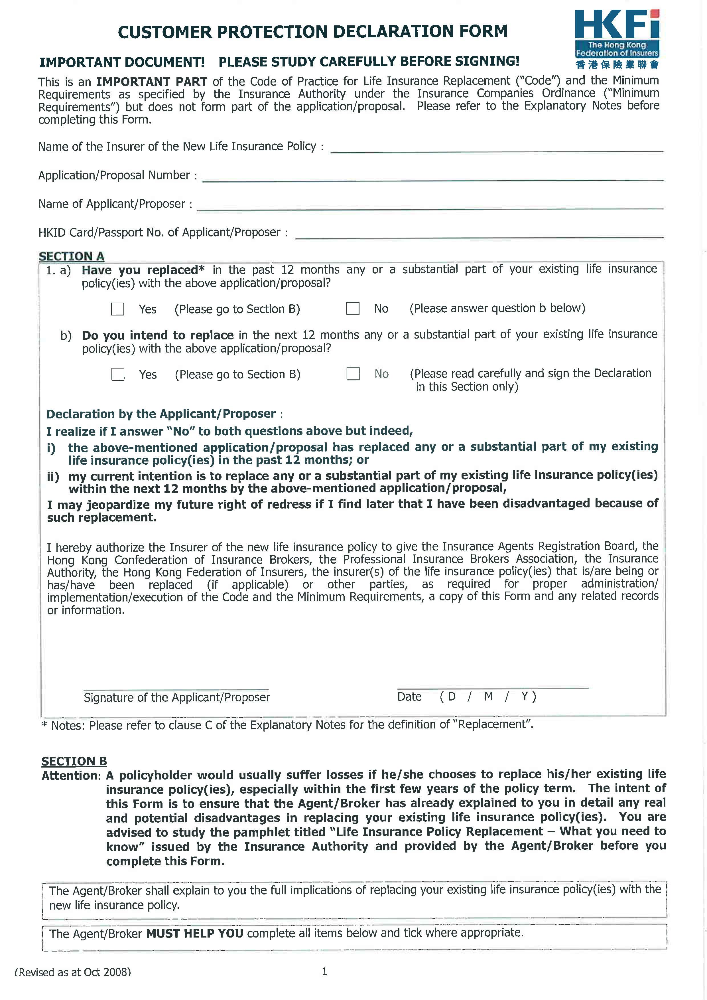 HKFi
The Hong Kong
Federation of Insurers
香港保險業聯會
CUSTOMER PROTECTION DECLARATION FORM
IMPORTANT DOCUMENT! PLEASE STUDY CAREFULLY BEFORE SIGNING!
This is an IMPORTANT PART of the Code of Practice for Life Insurance Replacement ("Code") and the Minimum
Requirements as specified by the Insurance Authority under the Insurance Companies Ordinance ("Minimum
Requirements") but does not form part of the application/proposal. Please refer to the Explanatory Notes before
completing this Form.
Name of the Insurer of the New Life Insurance Policy :
Application/Proposal Number :
Name of Applicant/Proposer :
HKID Card/Passport No. of Applicant/Proposer :
SECTION A
1. a) Have you replaced* in the past 12 months any or a substantial part of your existing life insurance
policy(ies) with the above application/proposal?
Yes (Please go to Section B) No (Please answer question b below)
b) Do you intend to replace in the next 12 months any or a substantial part of your existing life insurance
policy(ies) with the above application/proposal?
Yes (Please go to Section B) No (Please read carefully and sign the Declaration
in this Section only)
Declaration by the Applicant/Proposer :
I realize if I answer "No" to both questions above but indeed,
i) the above-mentioned application/proposal has replaced any or a substantial part of my existing
life insurance policy(ies) in the past 12 months; or
ii) my current intention is to replace any or a substantial part of my existing life insurance policy(ies)
within the next 12 months by the above-mentioned application/proposal,
I may jeopardize my future right of redress if I find later that I have been disadvantaged because of
such replacement.
I hereby authorize the Insurer of the new life insurance policy to give the Insurance Agents Registration Board, the
Hong Kong Confederation of Insurance Brokers, the Professional Insurance Brokers Association, the Insurance
Authority, the Hong Kong Federation of Insurers, the insurer(s) of the life insurance policy(ies) that is/are being or
has/have been replaced (if applicable) or other parties, as required for proper administration/
implementation/execution of the Code and the Minimum Requirements, a copy of this Form and any related records
or information.
Signature of the Applicant/Proposer Date ( D / M / Y )
* Notes: Please refer to clause C of the Explanatory Notes for the definition of "Replacement".
SECTION B
Attention: A policyholder would usually suffer losses if he/she chooses to replace his/her existing life
insurance policy(ies), especially within the first few years of the policy term. The intent of
this Form is to ensure that the Agent/Broker has already explained to you in detail any real
and potential disadvantages in replacing your existing life insurance policy(ies). You are
advised to study the pamphlet titled "Life Insurance Policy Replacement – What you need to
know" issued by the Insurance Authority and provided by the Agent/Broker before you
complete this Form.
The Agent/Broker shall explain to you the full implications of replacing your existing life insurance policy(ies) with the
new life insurance policy.
The Agent/Broker MUST HELP YOU complete all items below and tick where appropriate.
(Revised as at Oct 2008) 1